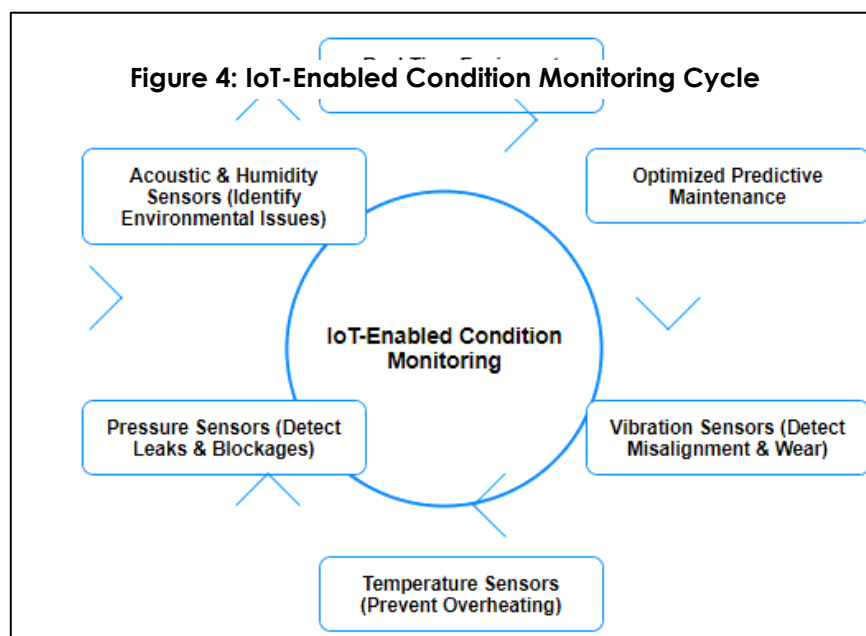 Figure 4: IoT-Enabled Condition Monitoring Cycle
Acoustic & Humidity
Sensors (Identify
Environmental Issues)
Optimized Predictive
Maintenance
IoT-Enabled Condition
Monitoring
Pressure Sensors (Detect
Leaks & Blockages)
Vibration Sensors (Detect
Misalignment & Wear)
Temperature Sensors
(Prevent Overheating)